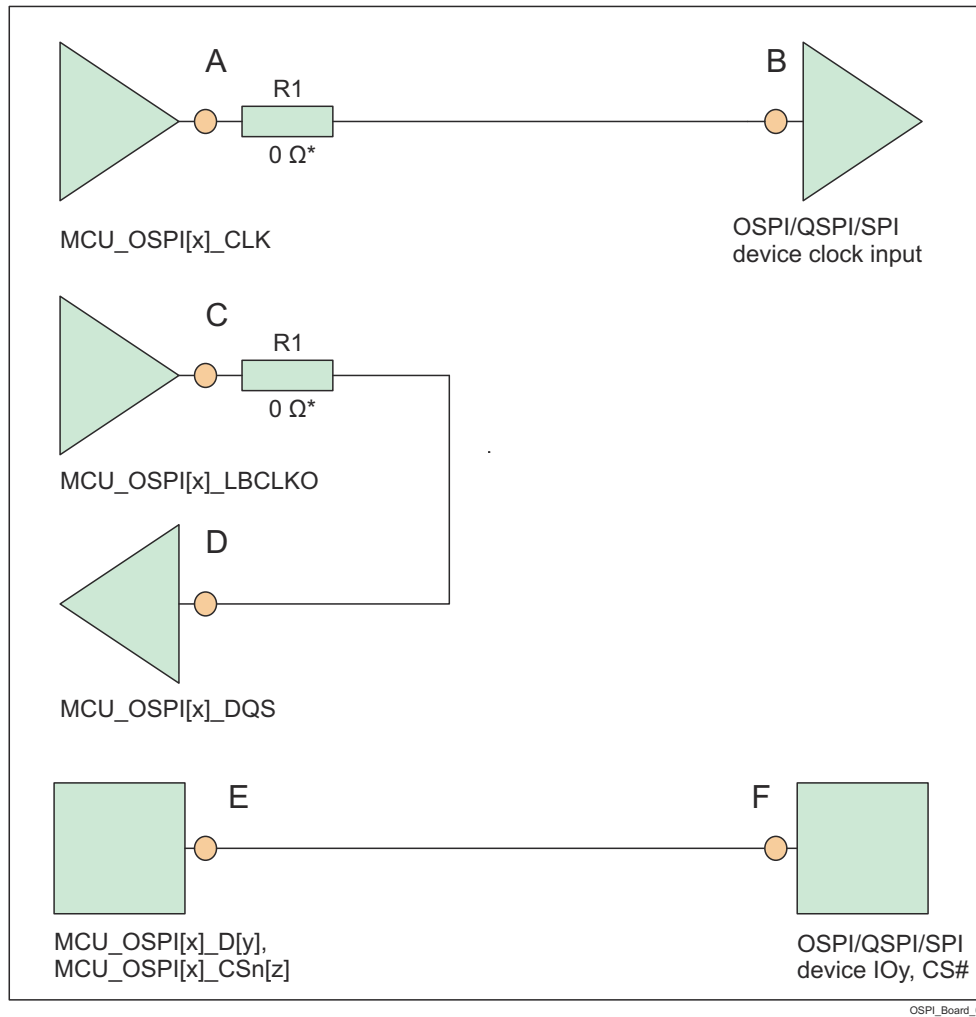 A
B
R1
0 Ω*
MCU_OSPI[x]_CLK
OSPI/QSPI/SPI
device clock input
C
R1
0 Ω*
MCU_OSPI[x]_LBCLKO
D
MCU_OSPI[x]_DQS
E
F
MCU_OSPI[x]_D[y],
MCU_OSPI[x]_CSn[z]
OSPI/QSPI/SPI
device IOy, CS#
OSPI_Board_